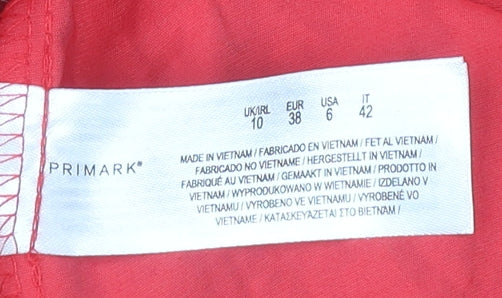 UK/IRL EUR USA IT
10 38 6 42
PRIMARK®
MADE IN VIETNAM / FABRICADO EN VIETNAM / FET AL VIETNAM /
FABRICADO NO VIETNAME / HERGESTELLT IN VIETNAM /
FABRIQUÉ AU VIETNAM / GEMAAKT IN VIETNAM / PRODOTTO IN
VIETNAM / WYPRODUKOWANO W WIETNAMIE / IZDELANO V
VIETNAMU / VYROBENO VE VIETNAMU / VYROBENÉ VO
VIETNAME / ΚΑΤΑΣΚΕΥΑΖΕΤΑΙ ΣΤΟ ΒΙΕΤΝΑΜ /